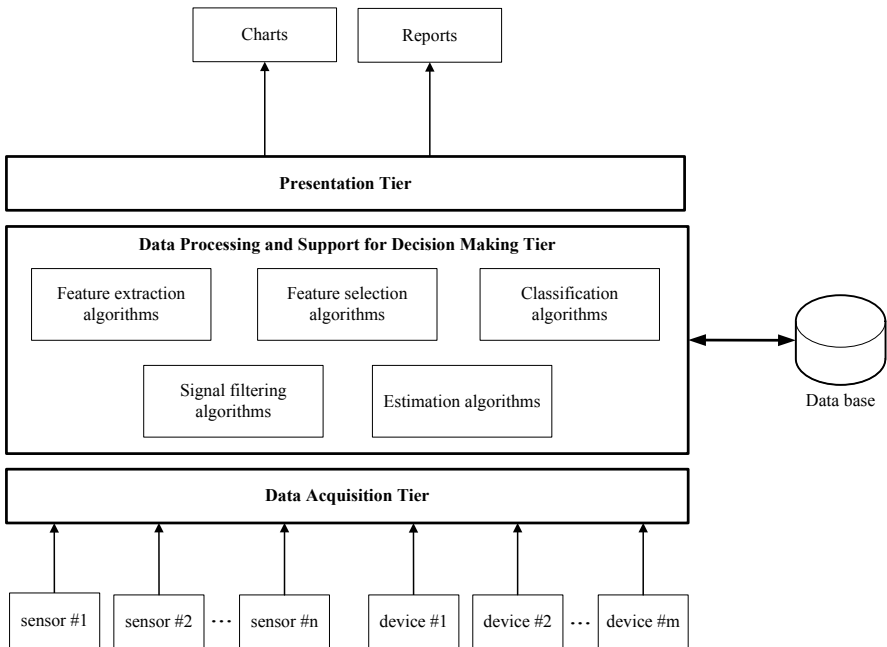 Charts
Reports
Presentation Tier
Data Processing and Support for Decision Making Tier
Feature extraction
algorithms
Feature selection
algorithms
Classification
algorithms
Signal filtering
algorithms
Estimation algorithms
Data base
Data Acquisition Tier
sensor #1
sensor #2
...
sensor #n
device #1
device #2
...
device #m